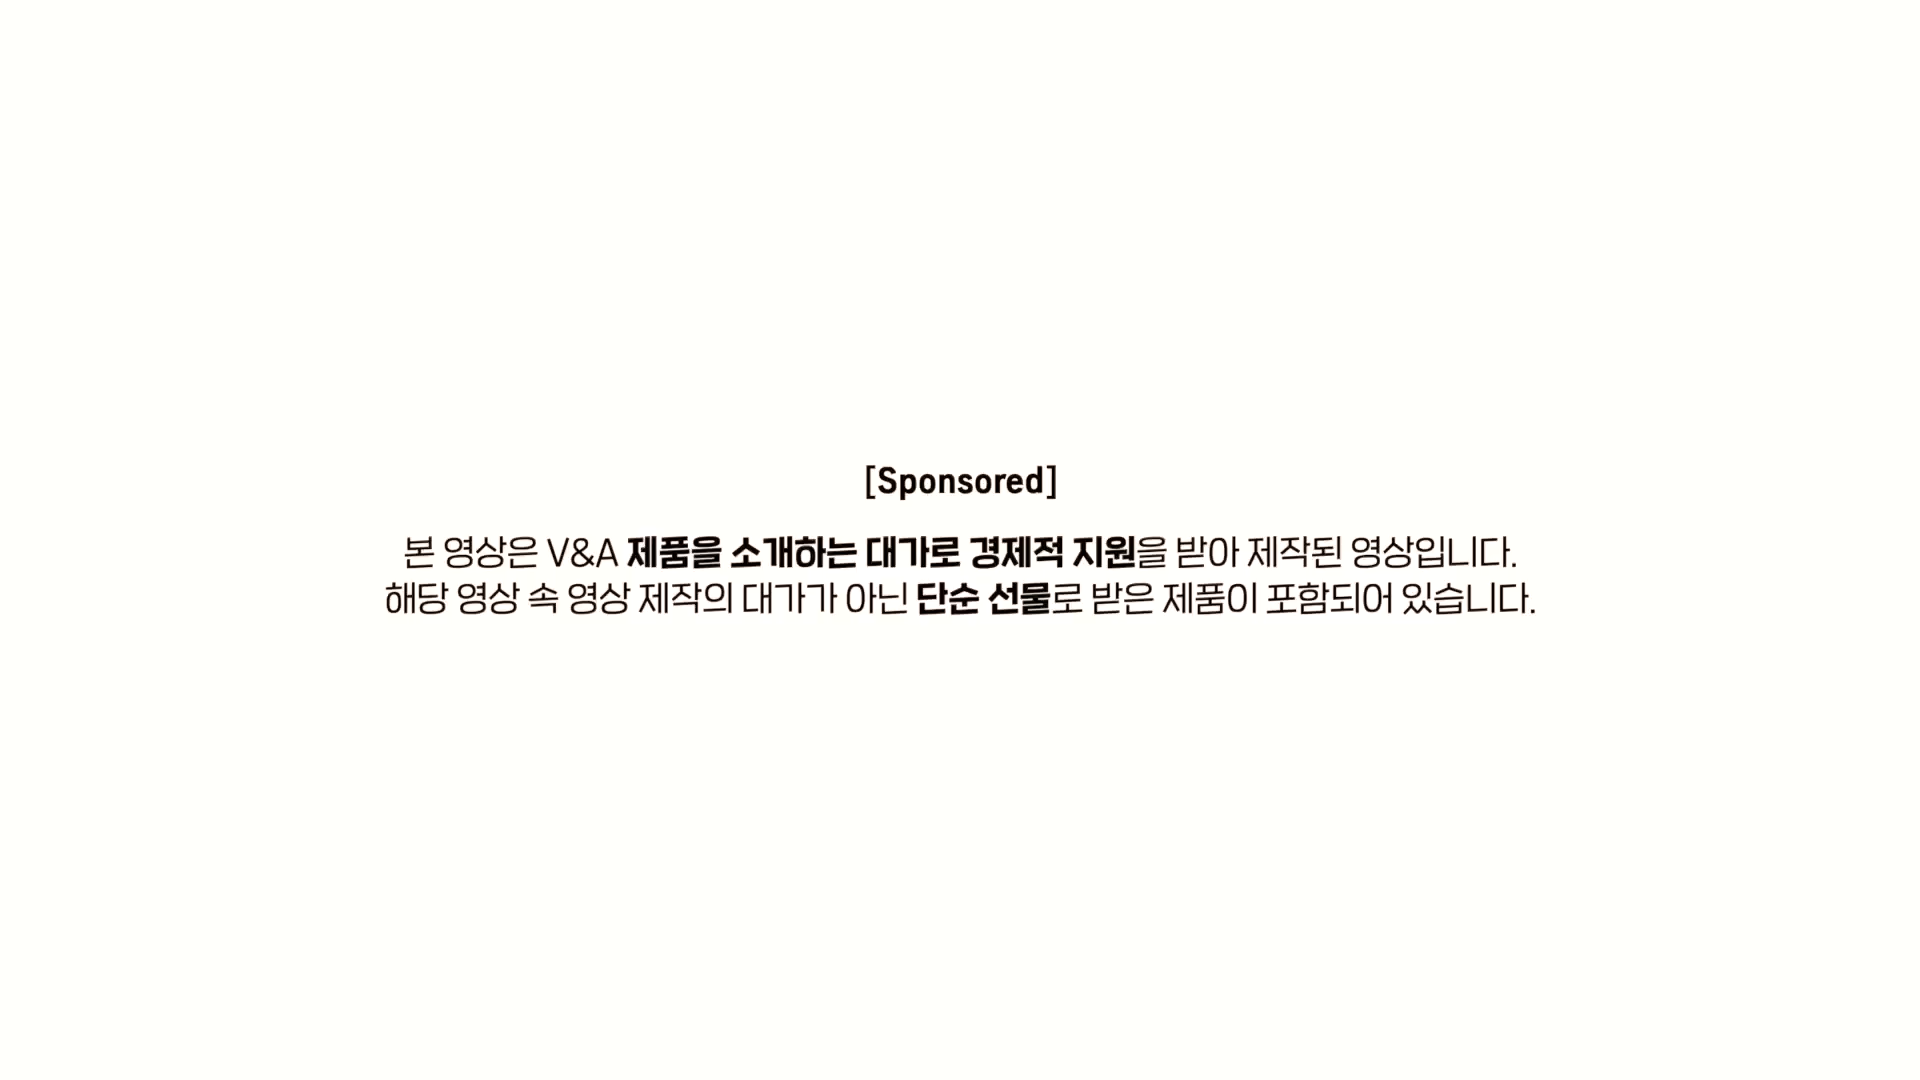 [Sponsored]
본 영상은 V&A 제품을 소개하는 대가로 경제적 지원을 받아 제작된 영상입니다.
해당 영상 속 영상 제작의 대가가 아닌 단순 선물로 받은 제품이 포함되어 있습니다.